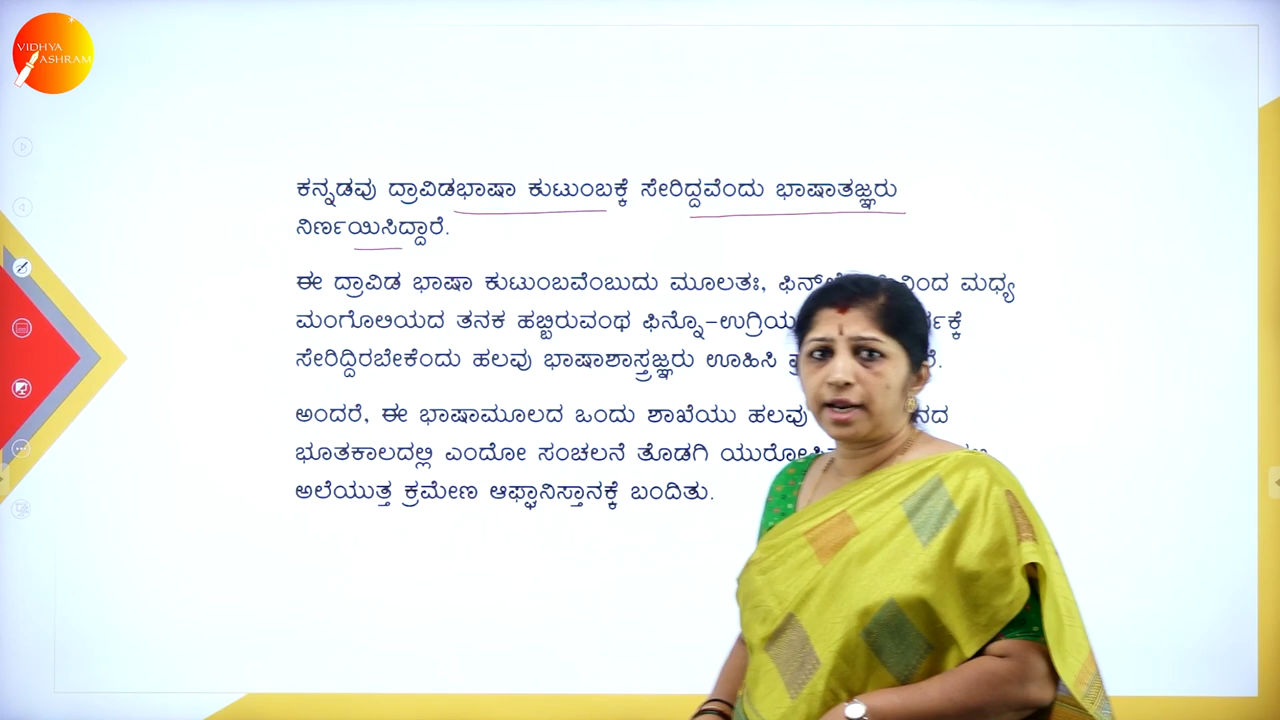 VIDHYA
ASHRAM
ಕನ್ನಡವು ದ್ರಾವಿಡಭಾಷಾ ಕುಟುಂಬಕ್ಕೆ ಸೇರಿದ್ದವೆಂದು ಭಾಷಾತಜ್ಞರು
ನಿರ್ಣಯಿಸಿದ್ದಾರೆ.
ಈ ದ್ರಾವಿಡ ಭಾಷಾ ಕುಟುಂಬವೆಂಬುದು ಮೂಲತಃ, ಮಧ್ಯ
ಮಂಗೋಲಿಯದ ತನಕ ಹಬ್ಬಿರುವಂಥ ಫಿನ್ನೊ-ಉಗ್ರಿಯ
ಸೇರಿದ್ದಿರಬೇಕೆಂದು ಹಲವು ಭಾಷಾಶಾಸ್ತ್ರಜ್ಞರು ಊಹಿಸಿ
ಅಂದರೆ, ಈ ಭಾಷಾಮೂಲದ ಒಂದು ಶಾಖೆಯು ಹಲವು
ಭೂತಕಾಲದಲ್ಲಿ ಎಂದೋ ಸಂಚಲನೆ ತೊಡಗಿ
ಅಲೆಯುತ್ತ ಕ್ರಮೇಣ ಆಫ್ಘಾನಿಸ್ತಾನಕ್ಕೆ ಬಂದಿತು.